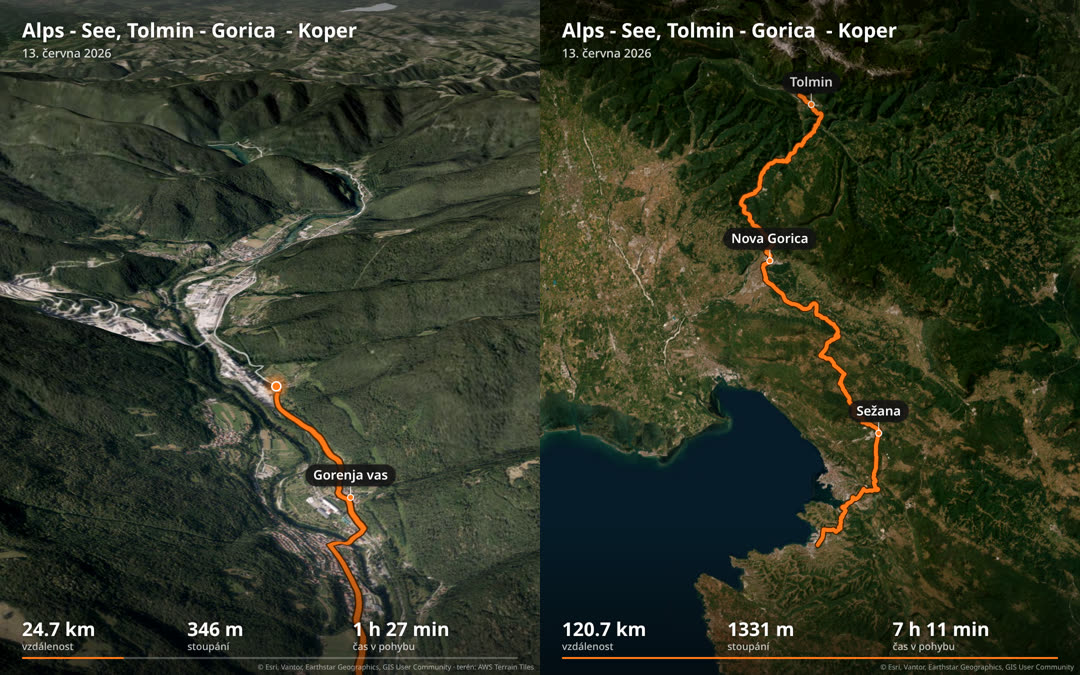 Alps - See, Tolmin - Gorica  - Koper
13. června 2026
Gorenja vas
24.7 km
vzdálenost
346 m
stoupání
1 h 27 min
čas v pohybu
© Esri, Vantor, Earthstar Geographics, GIS User Community · terén: AWS Terrain Tiles
Alps - See, Tolmin - Gorica  - Koper
13. června 2026
Tolmin
Nova Gorica
Sežana
120.7 km
vzdálenost
1331 m
stoupání
7 h 11 min
čas v pohybu
© Esri, Vantor, Earthstar Geographics, GIS User Community